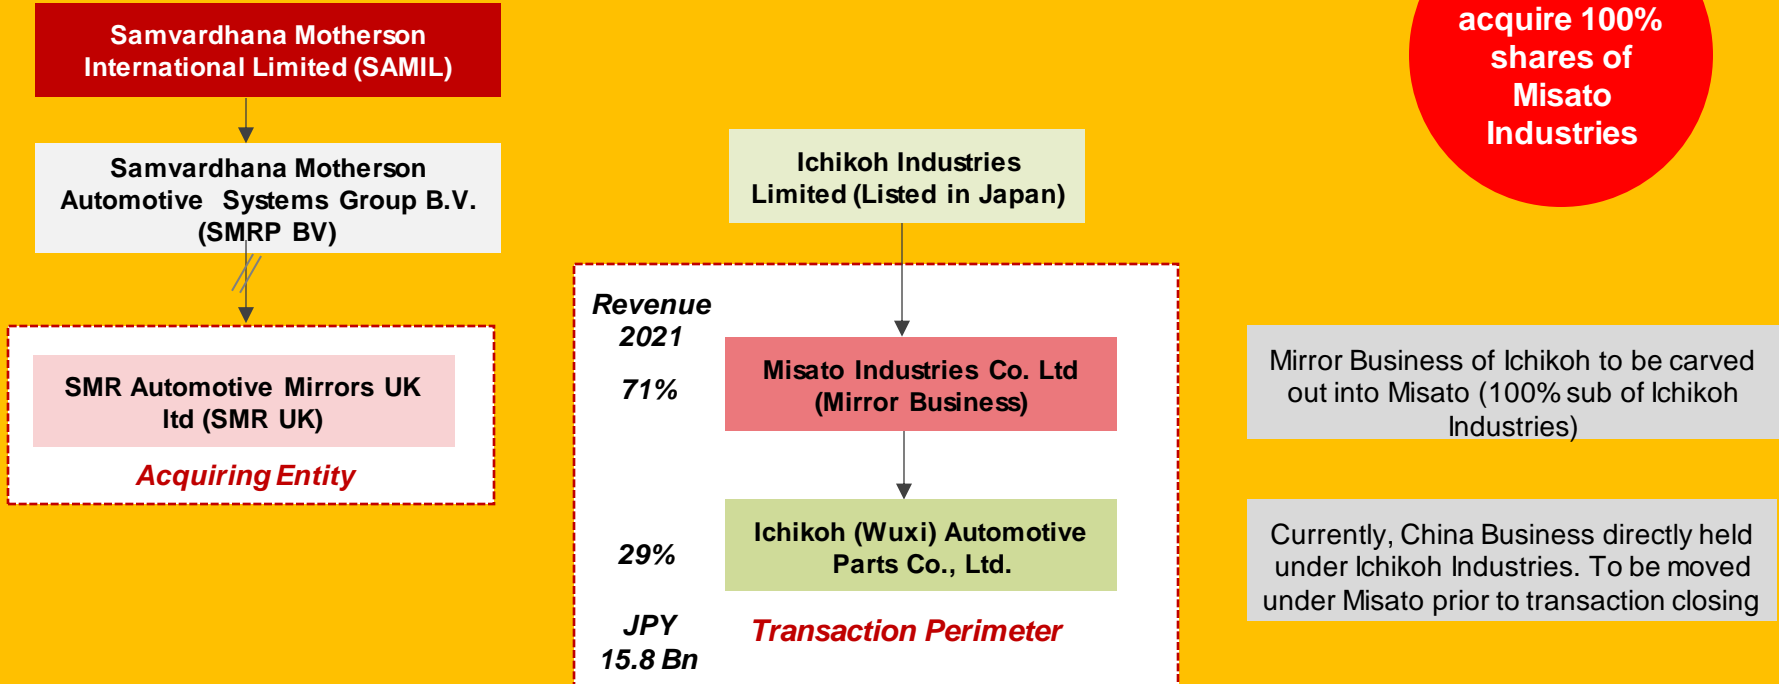 Samvardhana Motherson
International Limited (SAMIL)
Samvardhana Motherson
Automotive Systems Group B.V.
(SMRP BV)
SMR Automotive Mirrors UK
ltd (SMR UK)
Acquiring Entity
Ichikoh Industries
Limited (Listed in Japan)
Revenue
2021
71%
Misato Industries Co. Ltd
(Mirror Business)
29%
Ichikoh (Wuxi) Automotive
Parts Co., Ltd.
JPY
15.8 Bn
Transaction Perimeter
acquire 100%
shares of
Misato
Industries
Mirror Business of Ichikoh to be carved
out into Misato (100% sub of Ichikoh
Industries)
Currently, China Business directly held
under Ichikoh Industries. To be moved
under Misato prior to transaction closing